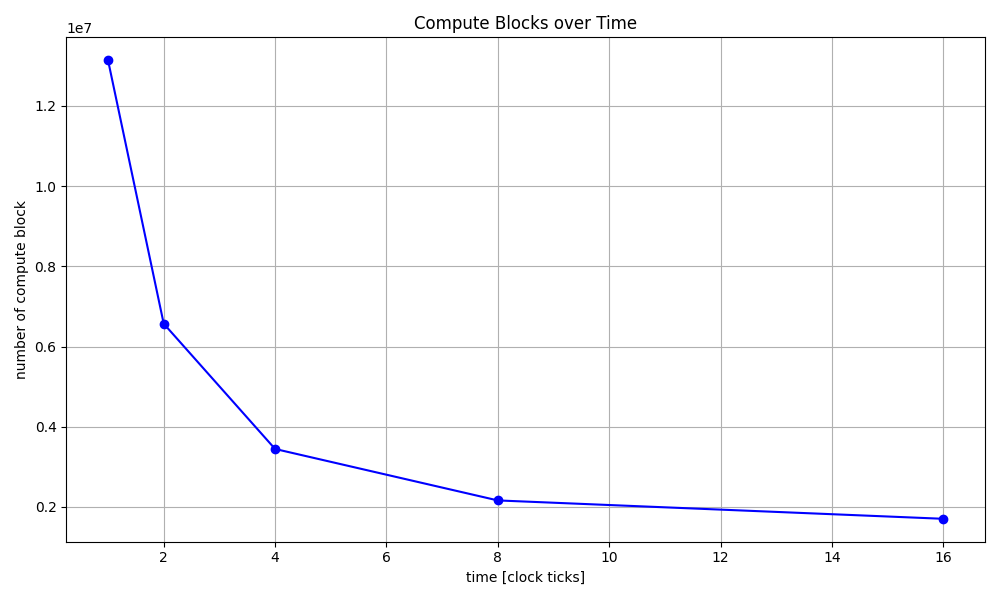 Compute Blocks over Time
1e7
1.2
1.0
0.8
0.6
0.4
0.2
number of compute block
2 4 6 8 10 12 14 16
time [clock ticks]